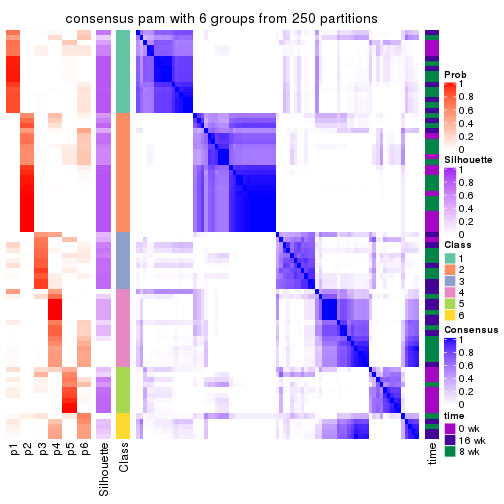 consensus pam with 6 groups from 250 partitions
Prob
1
0.8
0.6
0.4
0.2
0
Silhouette
1
0.8
0.6
0.4
0.2
0
Class
1
2
3
4
5
6
Consensus
1
0.8
0.6
0.4
0.2
0
time
0 wk
16 wk
8 wk
p1
p2
p3
p4
p5
p6
Silhouette
Class
time